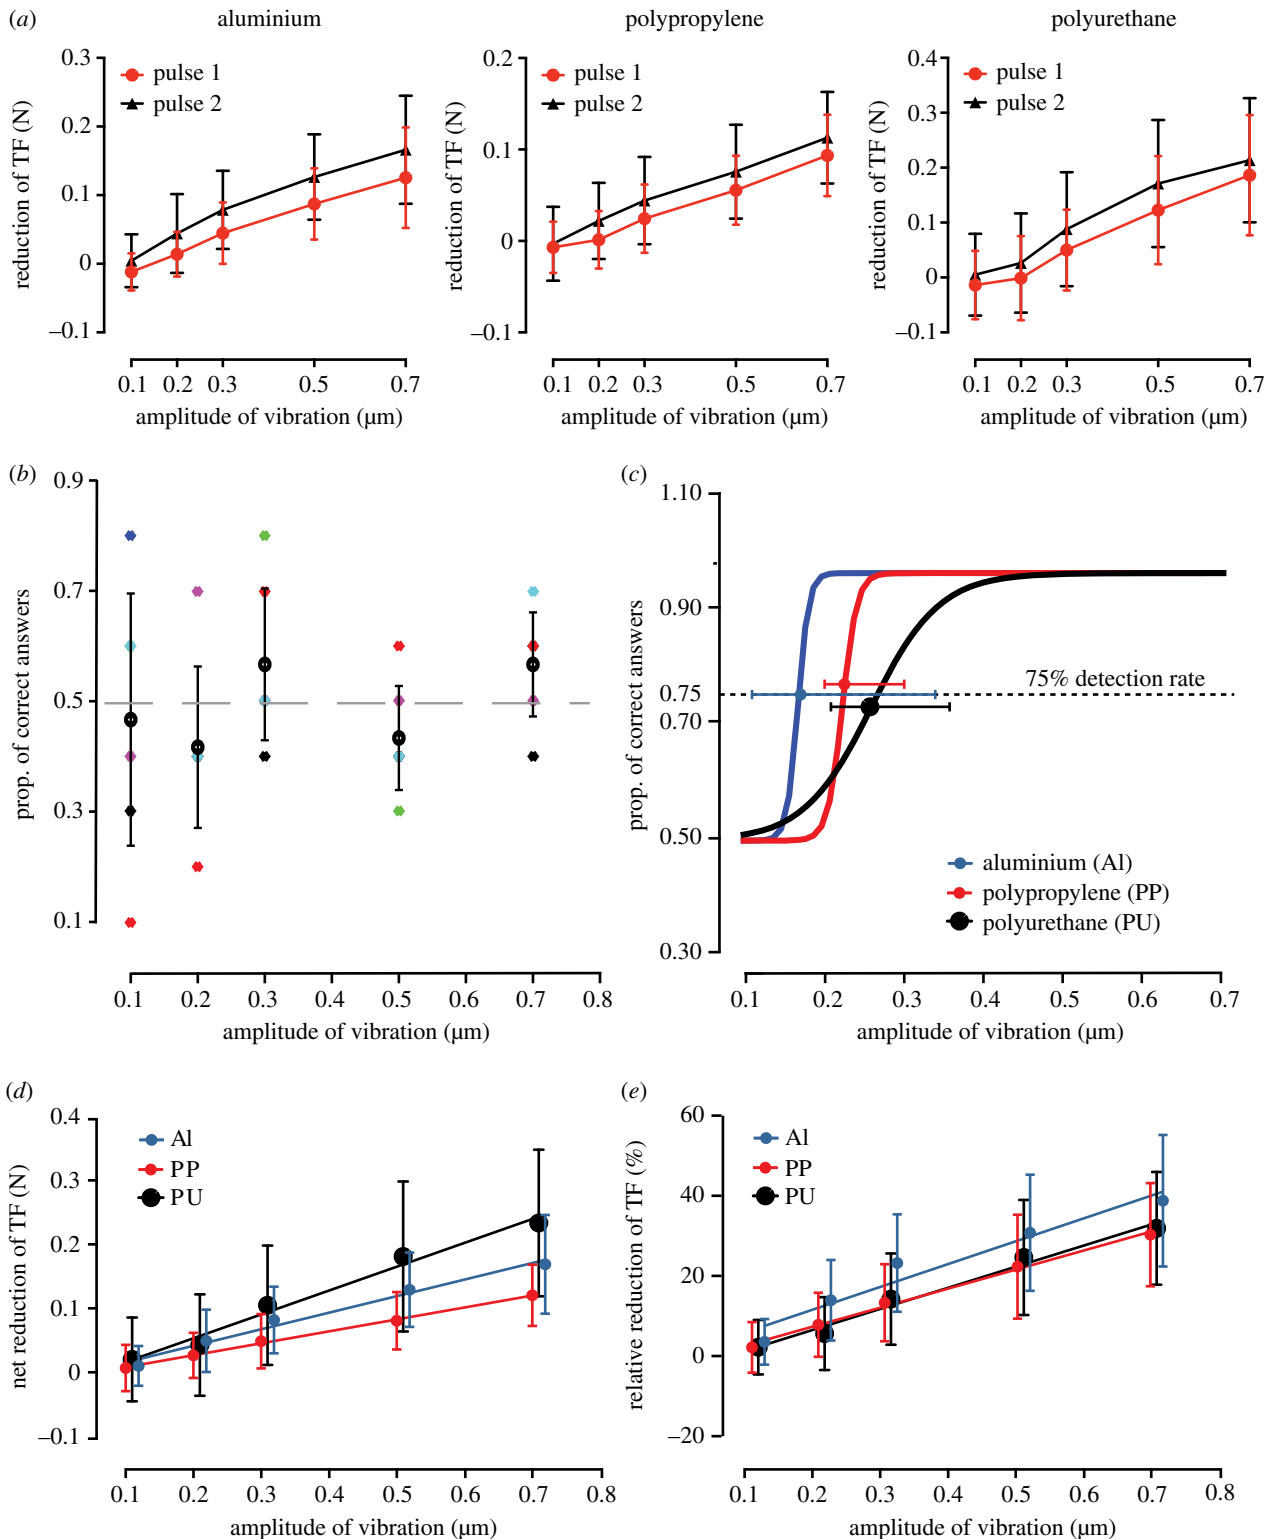 (a)
aluminium
polypropylene
polyurethane
0.3
0.2
0.1
0
–0.1
reduction of TF (N)
pulse 1
pulse 2
0.1 0.2 0.3 0.5 0.7
amplitude of vibration (µm)
0.2
0.1
0
–0.1
reduction of TF (N)
pulse 1
pulse 2
0.1 0.2 0.3 0.5 0.7
amplitude of vibration (µm)
0.4
0.3
0.2
0.1
0
–0.1
reduction of TF (N)
pulse 1
pulse 2
0.1 0.2 0.3 0.5 0.7
amplitude of vibration (µm)
(b)
0.9
0.7
0.5
0.3
0.1
prop. of correct answers
0.1 0.2 0.3 0.4 0.5 0.6 0.7 0.8
amplitude of vibration (µm)
(c)
1.10
0.90
0.75
0.70
0.50
0.30
prop. of correct answers
75% detection rate
aluminium (Al)
polypropylene (PP)
polyurethane (PU)
0.1 0.2 0.3 0.4 0.5 0.6 0.7
amplitude of vibration (µm)
(d)
0.4
0.3
0.2
0.1
0
–0.1
net reduction of TF (N)
Al
PP
PU
0.1 0.2 0.3 0.4 0.5 0.6 0.7 0.8
amplitude of vibration (µm)
(e)
60
40
20
0
–20
relative reduction of TF (%)
Al
PP
PU
0.1 0.2 0.3 0.4 0.5 0.6 0.7 0.8
amplitude of vibration (µm)